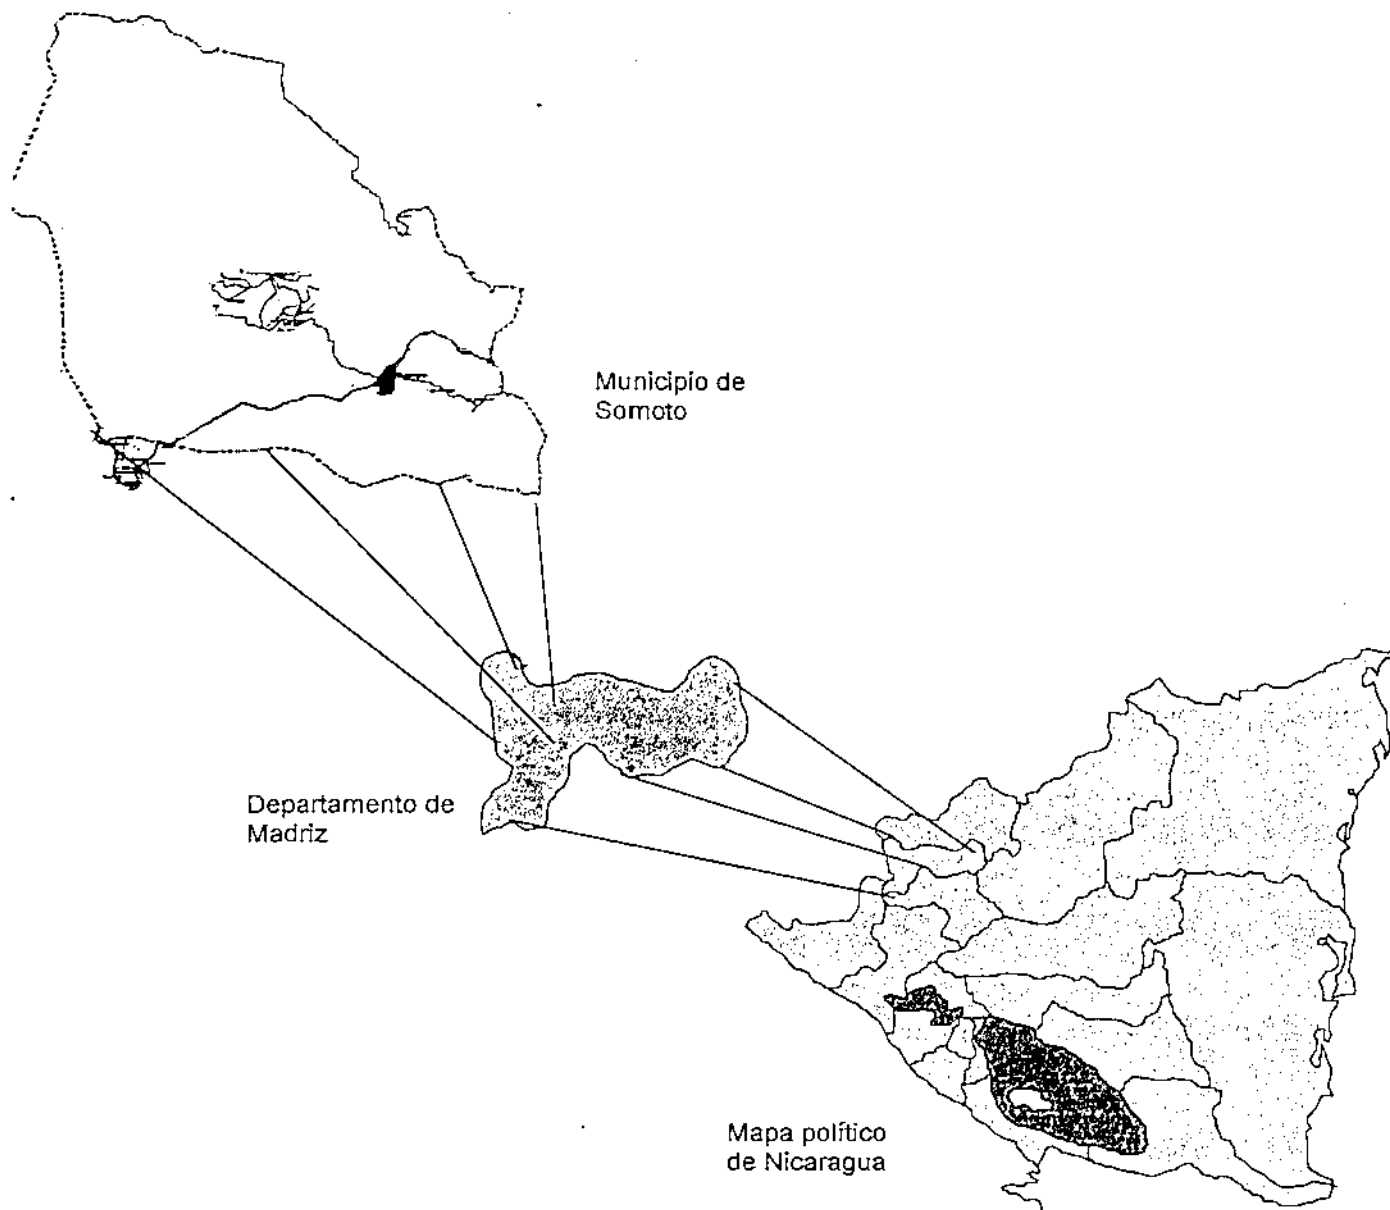 Municipio de
Somoto
Departamento de
Madriz
Mapa político
de Nicaragua